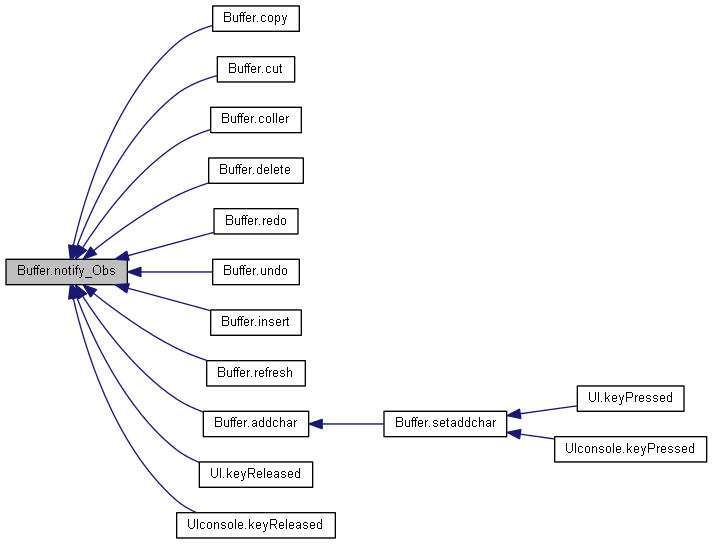 Buffer.copy
Buffer.cut
Buffer.coller
Buffer.delete
Buffer.redo
Buffer.notify_Obs
Buffer.undo
Buffer.insert
Buffer.refresh
UI.keyPressed
Buffer.addchar
Buffer.setaddchar
UIconsole.keyPressed
UI.keyReleased
UIconsole.keyReleased